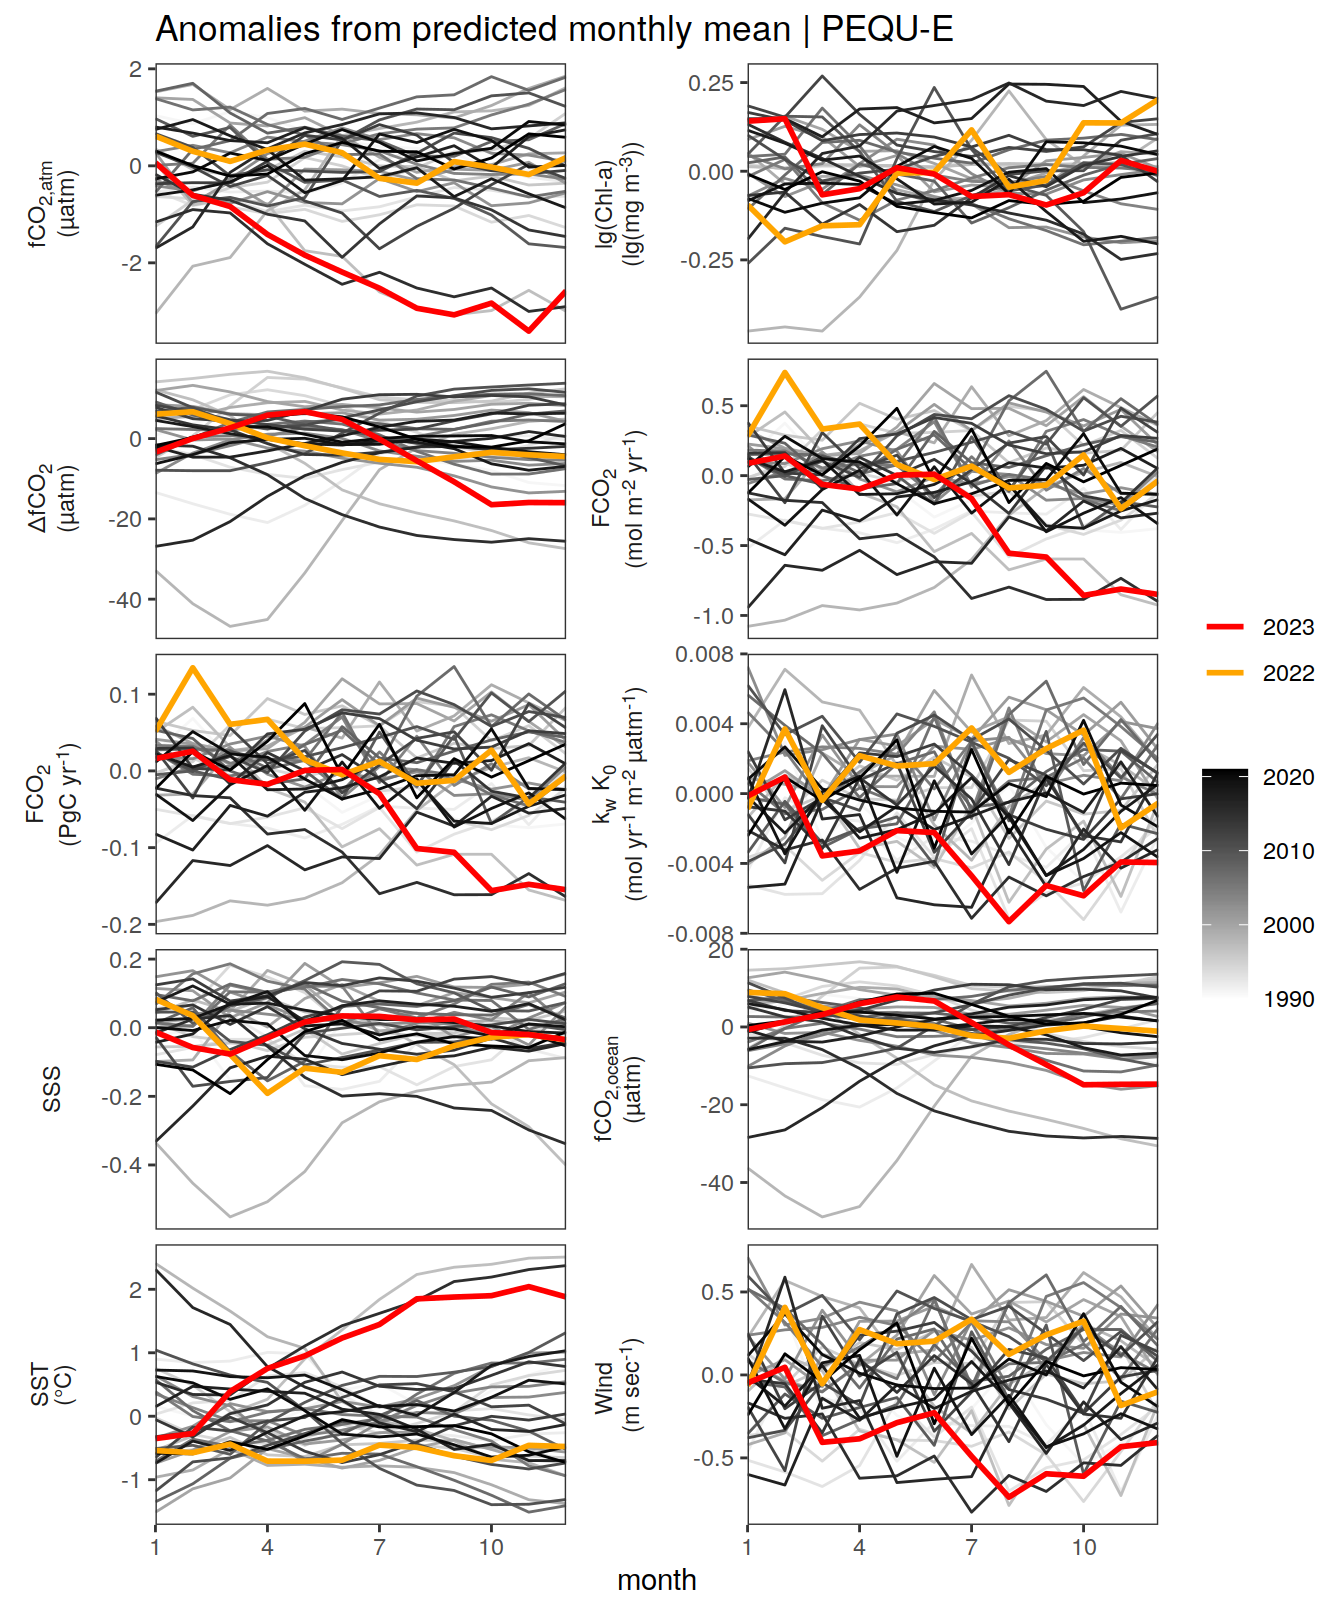 Anomalies from predicted monthly mean | PEQU-E
fCO2,atm
(µatm)
2
0
-2
lg(Chl-a)
(lg(mg m-3))
0.25
0.00
-0.25
ΔfCO2
(µatm)
0
-20
-40
FCO2
(mol m-2 yr-1)
0.5
0.0
-0.5
-1.0
FCO2
(PgC yr-1)
0.1
0.0
-0.1
-0.2
kw K0
(mol yr-1 m-2 µatm-1)
0.008
0.004
0.000
-0.004
-0.008
SSS
0.2
0.0
-0.2
-0.4
fCO2,ocean
(µatm)
20
0
-20
-40
SST
(°C)
2
1
0
-1
1
4
7
10
Wind
(m sec-1)
0.5
0.0
-0.5
1
4
7
10
month
2023
2022
2020
2010
2000
1990